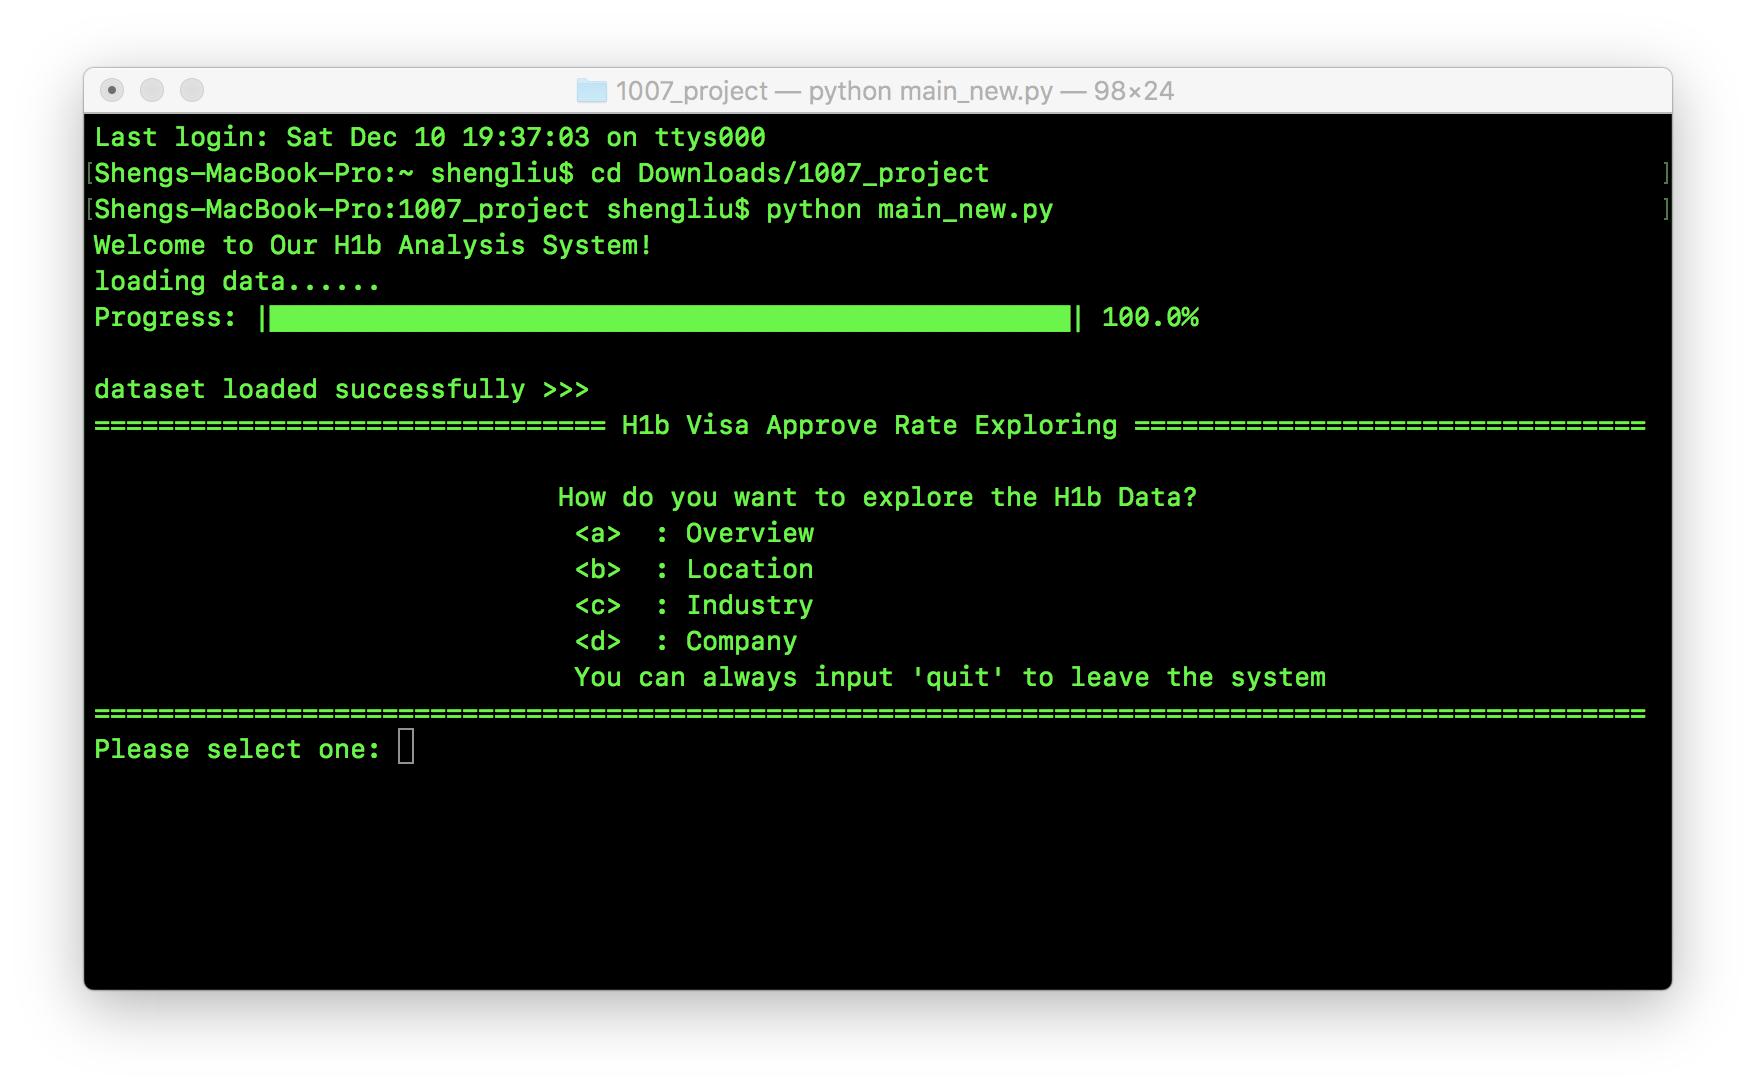 1007_project — python main_new.py — 98×24
Last login: Sat Dec 10 19:37:03 on ttys000
[Shengs-MacBook-Pro:~ shengliu$ cd Downloads/1007_project ]
[Shengs-MacBook-Pro:1007_project shengliu$ python main_new.py ]
Welcome to Our H1b Analysis System!
loading data......
Progress: |██████████████████████████████████████████████████| 100.0%
dataset loaded successfully >>>
================================ H1b Visa Approve Rate Exploring ================================
How do you want to explore the H1b Data?
<a>  : Overview
<b>  : Location
<c>  : Industry
<d>  : Company
You can always input 'quit' to leave the system
=================================================================================================
Please select one: